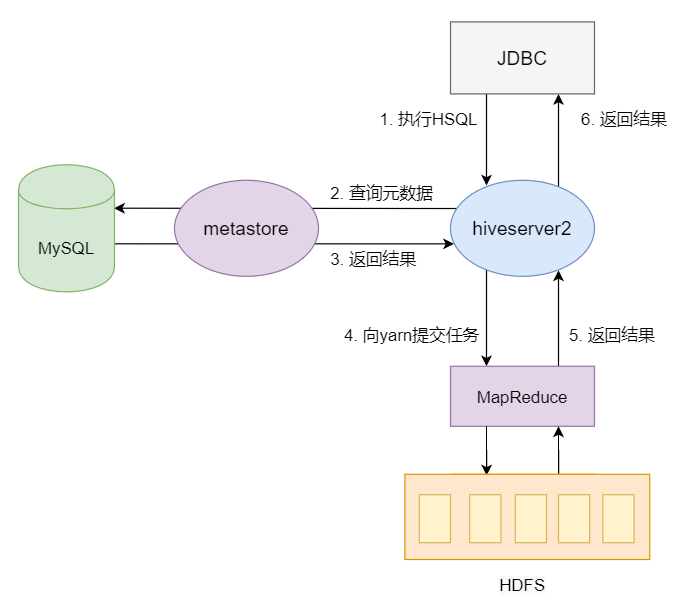 JDBC
1. 执行HSQL
6. 返回结果
2. 查询元数据
MySQL
metastore
hiveserver2
3. 返回结果
4. 向yarn提交任务
5. 返回结果
MapReduce
HDFS